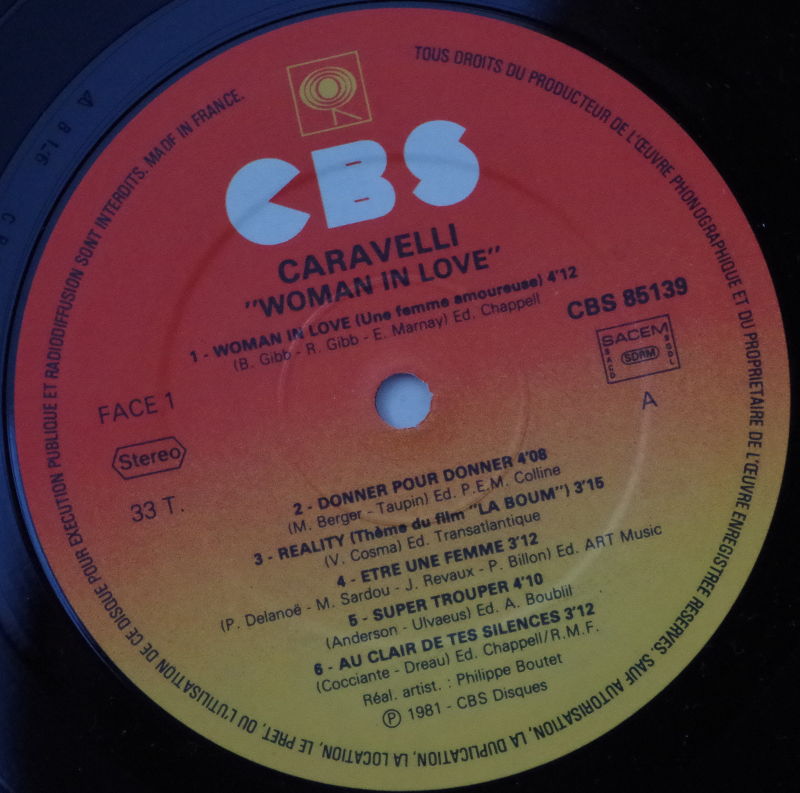 TOUS DROITS DU PRODUCTEUR DE L'ŒUVRE PHONOGRAPHIQUE ET DU PROPRIETAIRE DE L'ŒUVRE ENREGISTREE RESERVES. SAUF AUTORISATION, LA DUPLICATION, LA LOCATION, LE PRET, OU L'UTILISATION DE CE DISQUE POUR EXECUTION PUBLIQUE ET RADIODIFFUSION SONT INTERDITS. MADE IN FRANCE.
CBS
CARAVELLI
"WOMAN IN LOVE"
1 - WOMAN IN LOVE (Une femme amoureuse) 4'12
(B. Gibb - R. Gibb - E. Marnay) Ed. Chappell
CBS 85139
SACEM
SACD SDRM SGDL
FACE 1
A
Stereo
33 T.
2 - DONNER POUR DONNER 4'08
(M. Berger - Taupin) Ed. P.E.M. Colline
3 - REALITY (Thème du film "LA BOUM") 3'15
(V. Cosma) Ed. Transatlantique
4 - ETRE UNE FEMME 3'12
(P. Delanoë - M. Sardou - J. Revaux - P. Billon) Ed. ART Music
5 - SUPER TROUPER 4'10
(Anderson - Ulvaeus) Ed. A. Boublil
6 - AU CLAIR DE TES SILENCES 3'12
(Cocciante - Dreau) Ed. Chappell/R.M.F.
Réal. artist. : Philippe Boutet
Ⓟ 1981 - CBS Disques